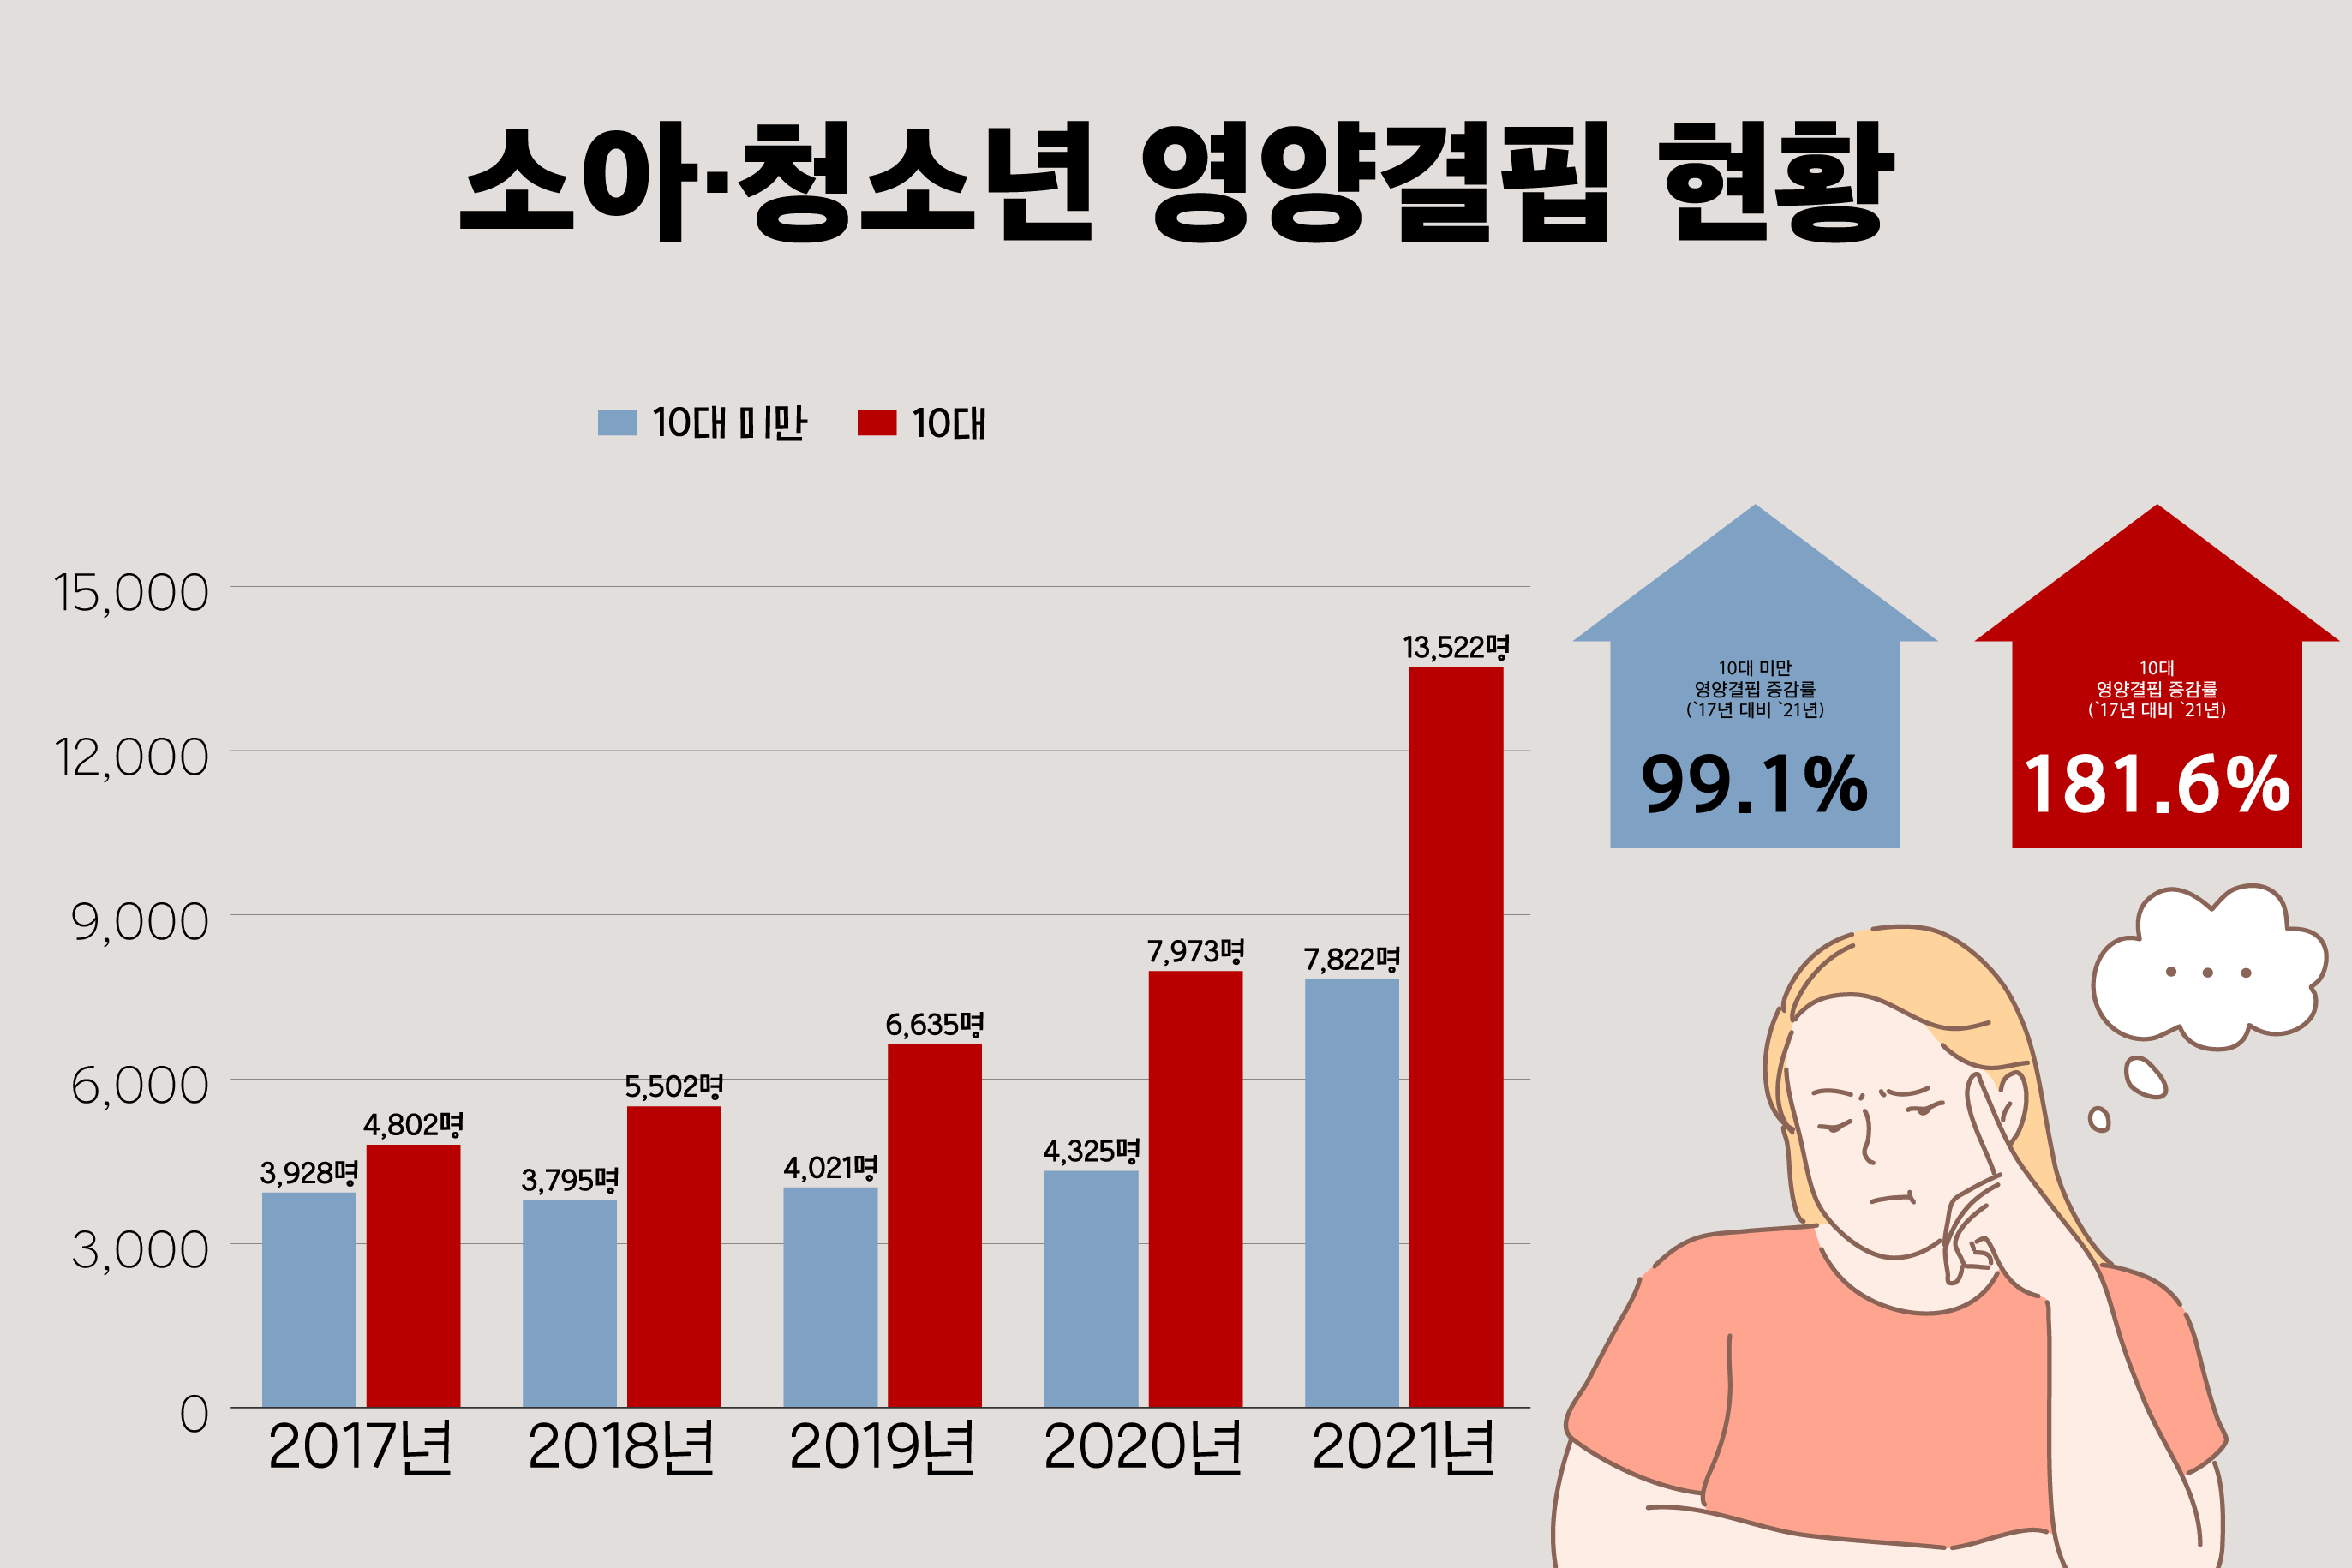 소아·청소년 영양결핍 현황
10대 미만 10대
15,000
12,000
9,000
6,000
3,000
0
3,928명
4,802명
3,795명
5,502명
4,021명
6,635명
4,325명
7,973명
7,822명
13,522명
2017년 2018년 2019년 2020년 2021년
10대 미만
영양결핍 증감률
(`17년 대비 `21년)
99.1%
10대
영양결핍 증감률
(`17년 대비 `21년)
181.6%